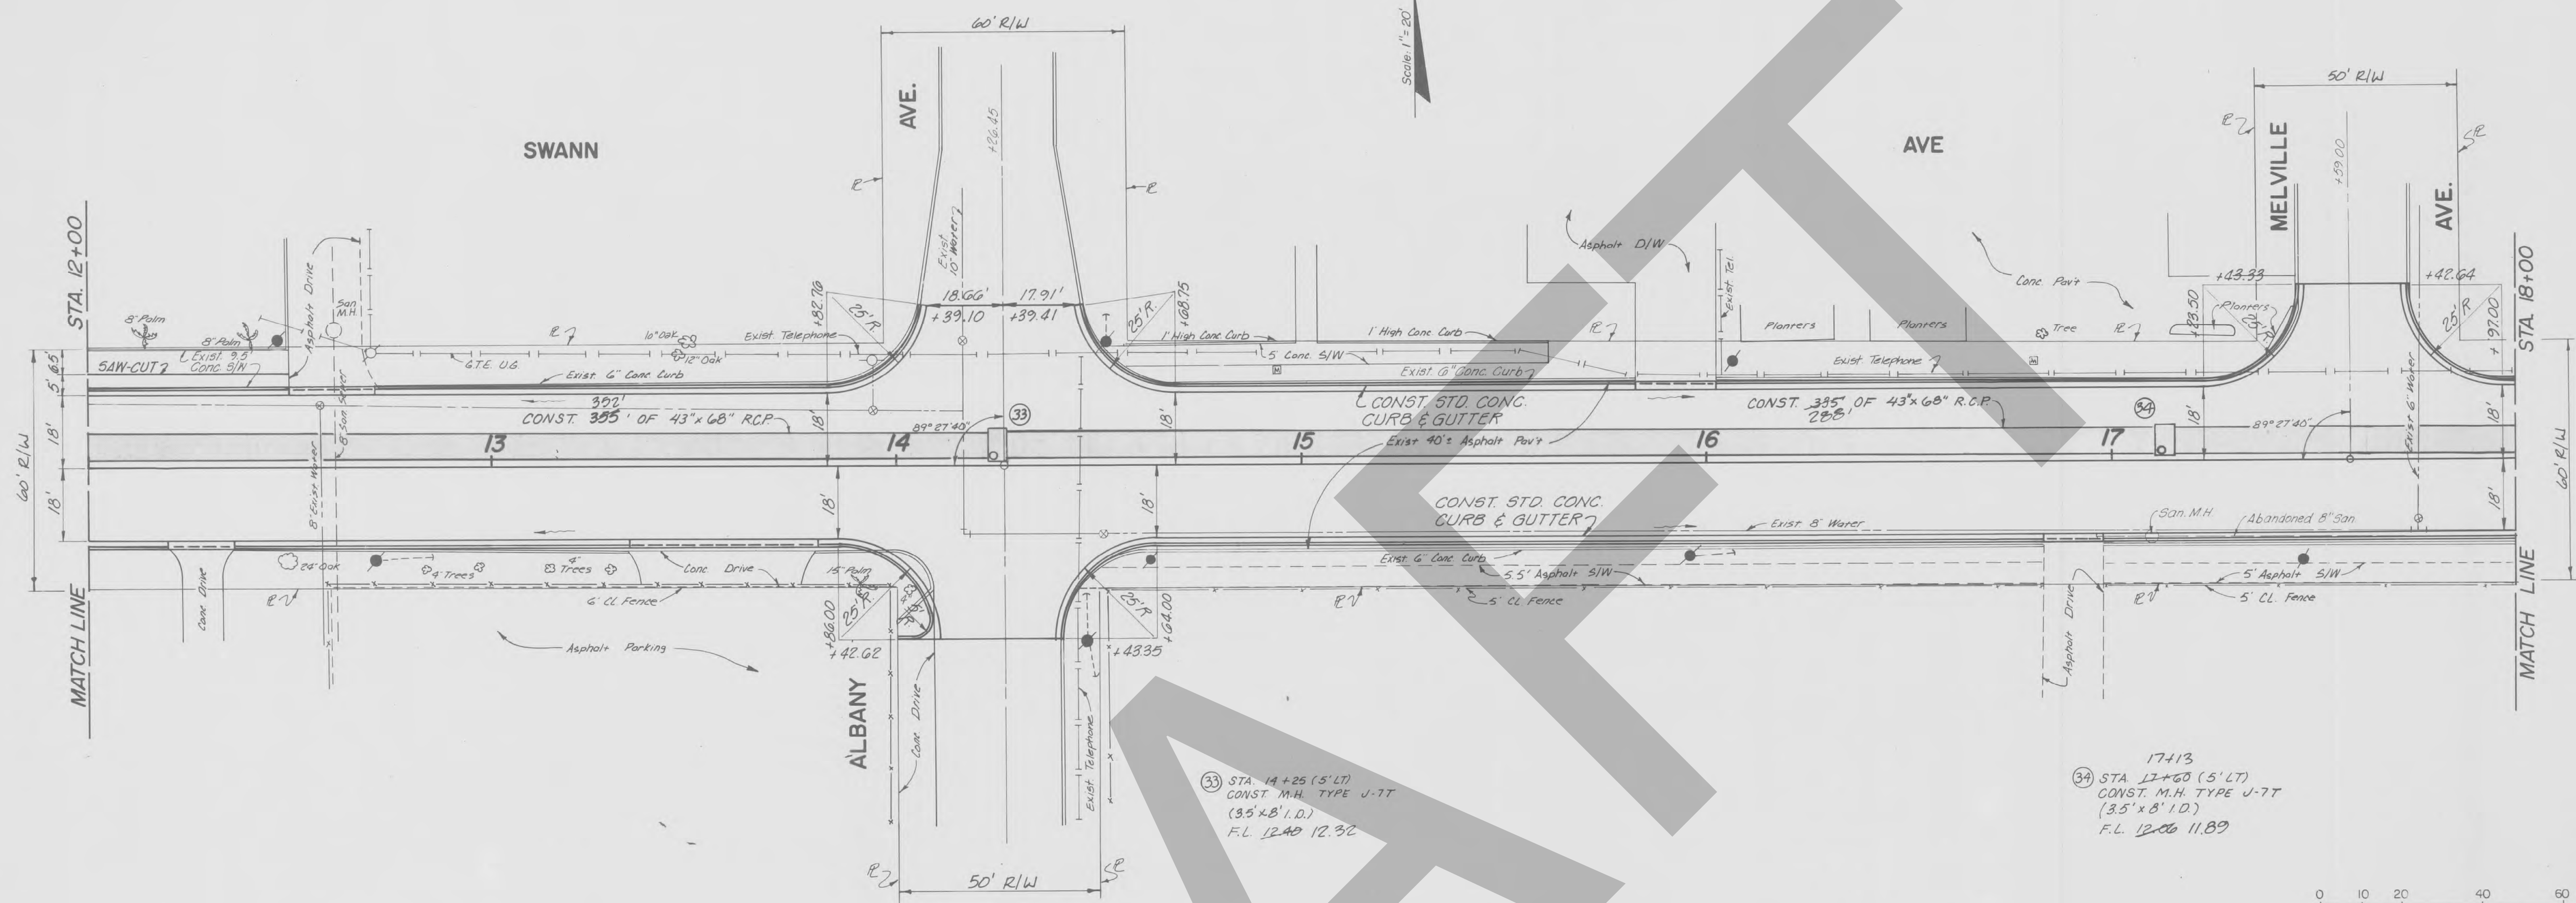 60' R/W
Scale: 1"=20'
50' R/W
AVE.
+26.45
SWANN
AVE
MELVILLE
+59.00
AVE.
STA. 12+00
STA. 18+00
Asphalt Drive
San M.H.
Exist 10" Water
Asphalt D/W
Exist. Tel.
Conc Pav't
+43.33
+42.64
8" Palm
8" Palm
+82.76
25' R.
18.66'
17.91'
+39.10
+39.41
25' R.
+68.75
+23.50
Planters
25' R
+97.00
10" Oak
12" Oak
Exist. Telephone
1' High Conc Curb
1' High Conc Curb
Planters
Planters
Tree
SAW-CUT
Exist. 9.5' Conc. S/W
G.T.E. U.G.
Exist. 6" Conc. Curb
5' Conc. S/W
Exist. 6" Conc. Curb
Exist. Telephone
6.5'
5'
18'
18'
60' R/W
352'
CONST. 355' OF 43"x68" R.C.P.
8" San. Sewer
8" Exist Water
18'
89°27'40"
33
18'
CONST. STD. CONC.
CURB & GUTTER
Exist 40'± Asphalt Pav't
CONST. 335' OF 43"x68" R.C.P.
288'
34
18'
89°27'40"
Exist 6" Water
18'
60' R/W
13
14
15
16
17
18'
18'
CONST. STD. CONC.
CURB & GUTTER
Exist 8" Water
San. M.H.
Abandoned 8" San
18'
24" Oak
4" Trees
4" Trees
Conc Drive
15" Palm
Exist 6" Conc Curb
5.5' Asphalt S/W
5' Asphalt S/W
Conc Drive
6' CL Fence
5' CL. Fence
5' CL. Fence
Asphalt Drive
25' R.
+86.00
+42.62
25' R
+64.00
+43.35
Asphalt Parking
MATCH LINE
MATCH LINE
ALBANY
Conc Drive
Exist. Telephone
50' R/W
33 STA. 14+25 (5' LT)
CONST. M.H. TYPE J-7T
(3.5'x8' I.D.)
F.L. 12.40 12.32
17+13
34 STA. 17+60 (5' LT)
CONST. M.H. TYPE J-7T
(3.5'x8' I.D.)
F.L. 12.06 11.89
0 10 20 40 60